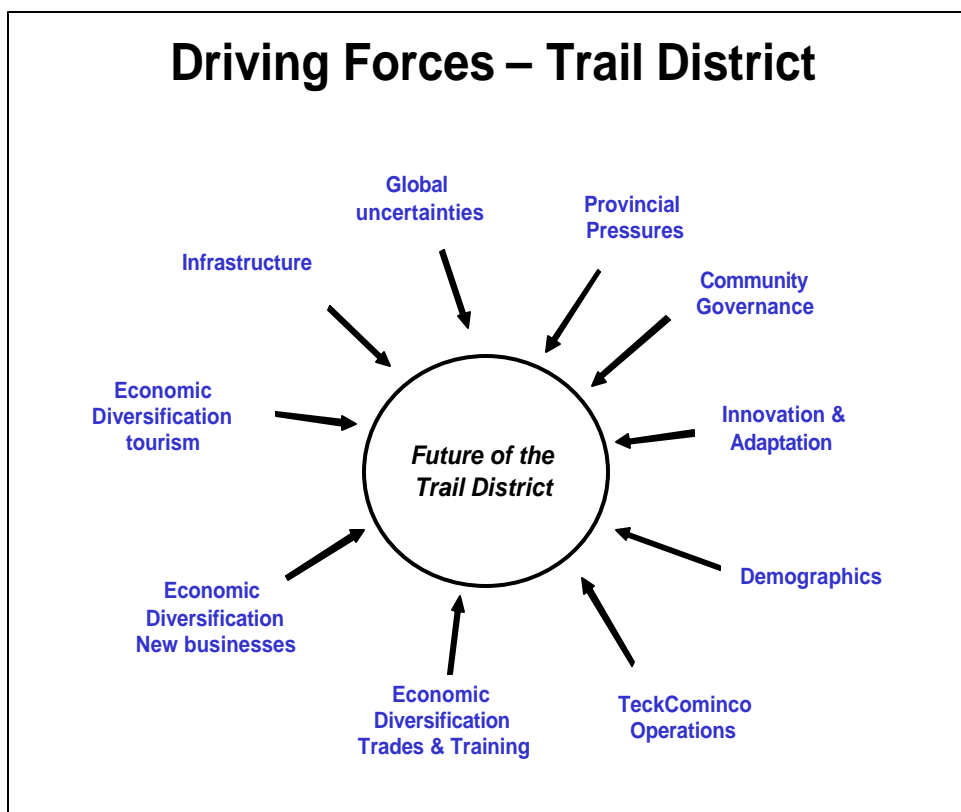 Driving Forces – Trail District
Global
uncertainties
Provincial
Pressures
Infrastructure
Community
Governance
Economic
Diversification
tourism
Innovation &
Adaptation
Future of the
Trail District
Demographics
Economic
Diversification
New businesses
Economic
Diversification
Trades & Training
TeckCominco
Operations